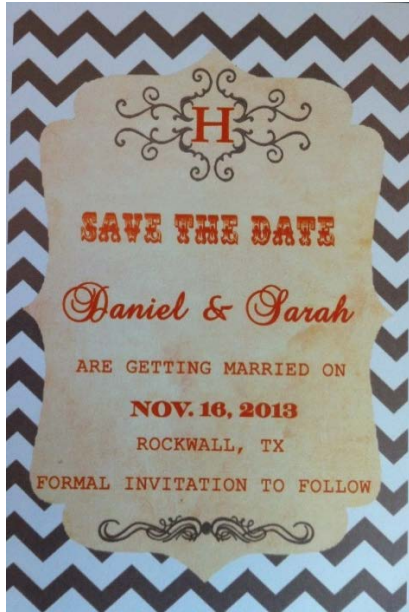 H
SAVE THE DATE
Daniel & Sarah
ARE GETTING MARRIED ON
NOV. 16, 2013
ROCKWALL, TX
FORMAL INVITATION TO FOLLOW